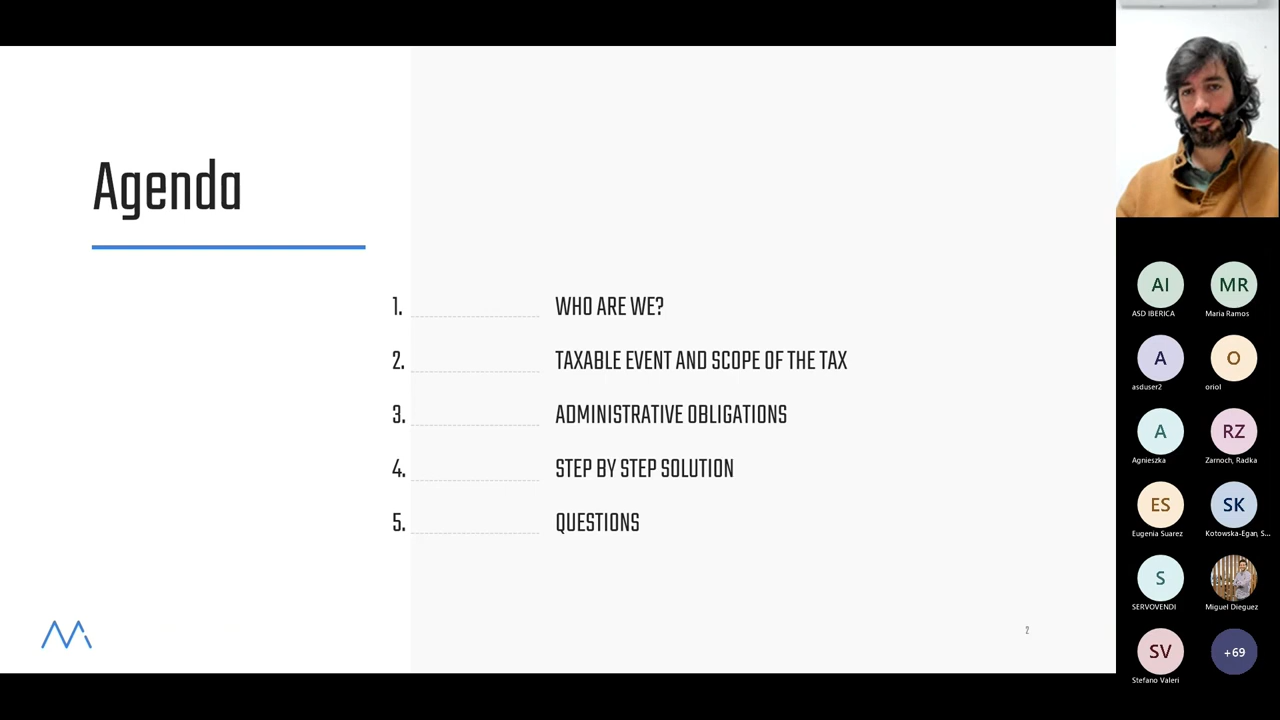 Agenda
1. WHO ARE WE?
2. TAXABLE EVENT AND SCOPE OF THE TAX
3. ADMINISTRATIVE OBLIGATIONS
4. STEP BY STEP SOLUTION
5. QUESTIONS
2
AI MR
ASD IBERICA Maria Ramos
A O
asduser2 oriol
A RZ
Agnieszka Zarnoch, Radka
ES SK
Eugenia Suarez Kotowska-Egan, S...
S
SERVOVENDI Miguel Dieguez
SV +69
Stefano Valeri